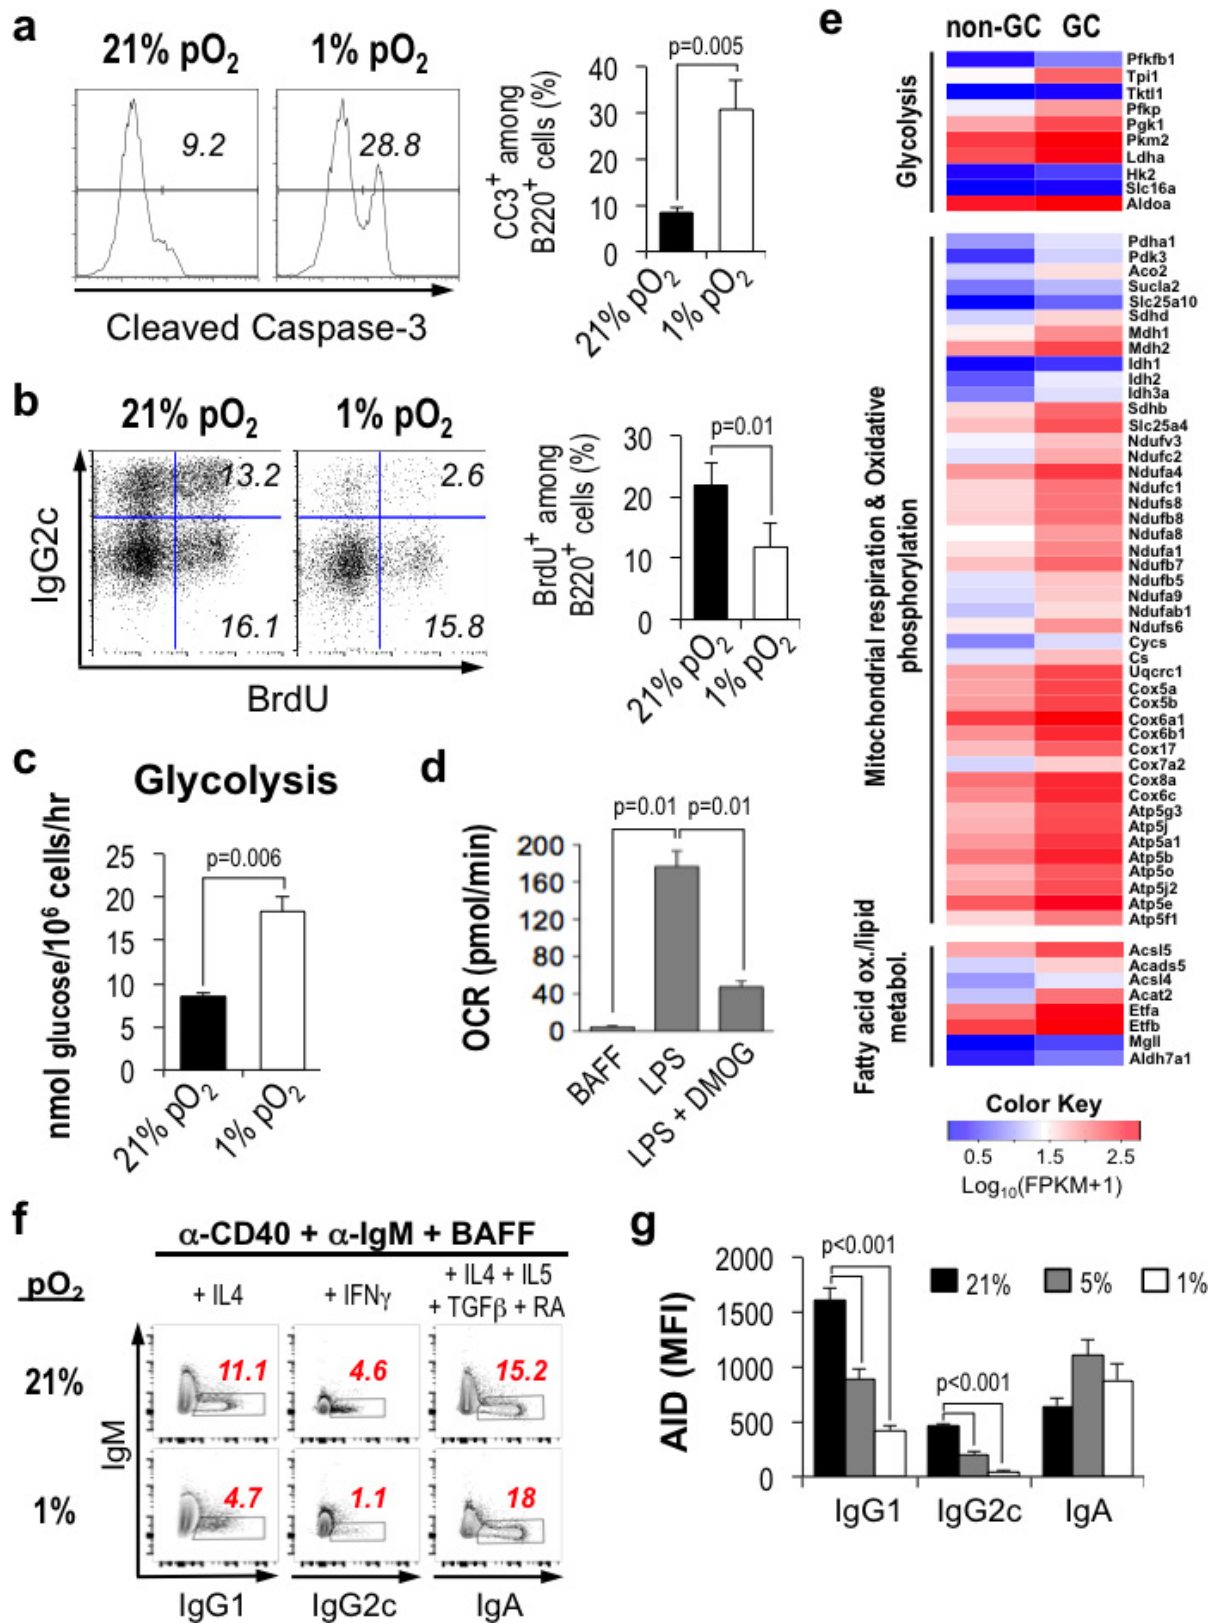 a
21% pO2
1% pO2
9.2
28.8
Cleaved Caspase-3
CC3+ among
B220+ cells (%)
p=0.005
40
30
20
10
0
21% pO2
1% pO2
b
21% pO2
1% pO2
13.2
2.6
16.1
15.8
IgG2c
BrdU
BrdU+ among
B220+ cells (%)
p=0.01
30
20
10
0
21% pO2
1% pO2
c
Glycolysis
nmol glucose/10^6 cells/hr
p=0.006
25
20
15
10
5
0
21% pO2
1% pO2
d
p=0.01
p=0.01
OCR (pmol/min)
200
160
120
80
40
0
BAFF
LPS
LPS + DMOG
e
non-GC
GC
Glycolysis
Pfkfb1
Tpi1
Tktl1
Pfkp
Pgk1
Pkm2
Ldha
Hk2
Slc16a
Aldoa
Mitochondrial respiration & Oxidative
phosphorylation
Pdha1
Pdk3
Aco2
Sucla2
Slc25a10
Sdhd
Mdh1
Mdh2
Idh1
Idh2
Idh3a
Sdhb
Slc25a4
Ndufv3
Ndufc2
Ndufa4
Ndufc1
Ndufs8
Ndufb8
Ndufa8
Ndufa1
Ndufb7
Ndufb5
Ndufa9
Ndufab1
Ndufs6
Cycs
Cs
Uqcrc1
Cox5a
Cox5b
Cox6a1
Cox6b1
Cox17
Cox7a2
Cox8a
Cox6c
Atp5g3
Atp5j
Atp5a1
Atp5b
Atp5o
Atp5j2
Atp5e
Atp5f1
Fatty acid ox./lipid
metabol.
Acsl5
Acads5
Acsl4
Acat2
Etfa
Etfb
Mgll
Aldh7a1
Color Key
0.5 1.5 2.5
Log10(FPKM+1)
f
α-CD40 + α-IgM + BAFF
pO2
+ IL4
+ IFNγ
+ IL4 + IL5
+ TGFβ + RA
21%
11.1
4.6
15.2
1%
4.7
1.1
18
IgM
IgG1
IgG2c
IgA
g
AID (MFI)
2000
1500
1000
500
0
p<0.001
p<0.001
21%
5%
1%
IgG1
IgG2c
IgA